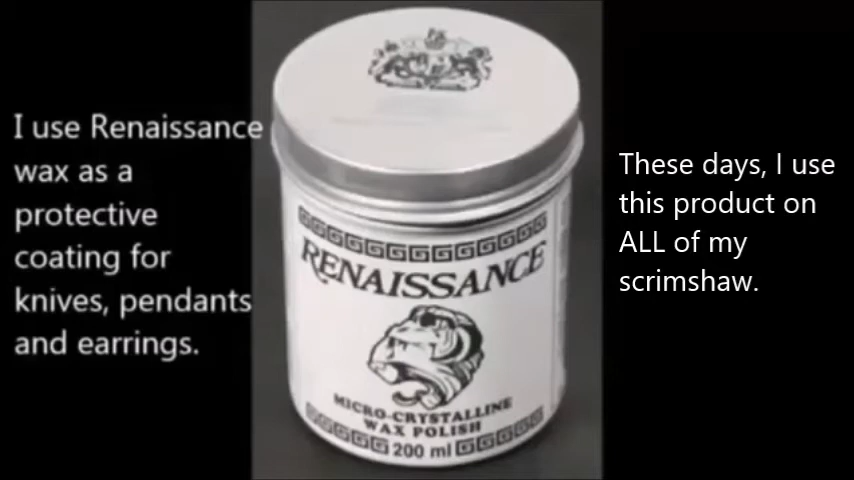 I use Renaissance
wax as a
protective
coating for
knives, pendants
and earrings.
RENAISSANCE
MICRO-CRYSTALLINE
WAX POLISH
200 ml
These days, I use
this product on
ALL of my
scrimshaw.